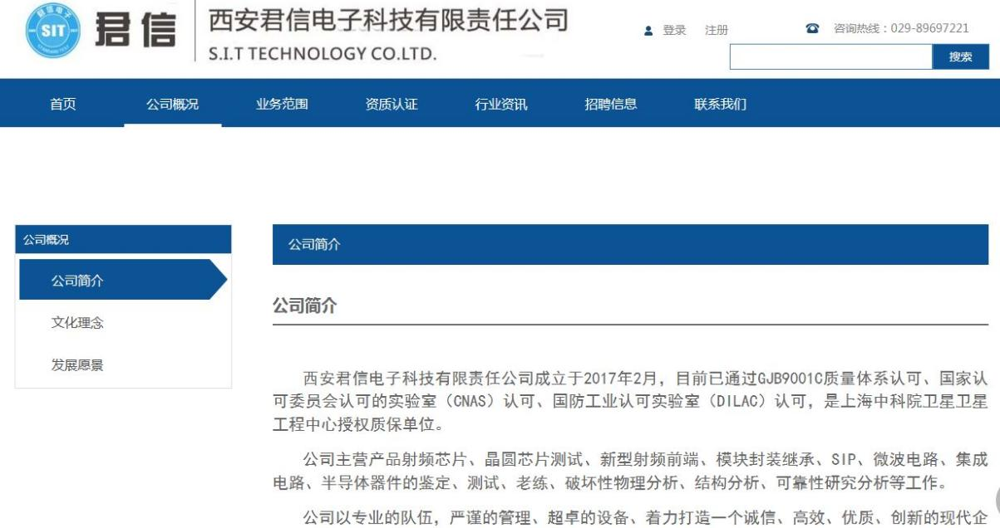 君信电子
SIT
STANDARD TEST
君信
西安君信电子科技有限责任公司
S.I.T TECHNOLOGY CO.LTD.
登录 注册
咨询热线：029-89697221
搜索
首页 公司概况 业务范围 资质认证 行业资讯 招聘信息 联系我们
公司概况
公司简介
文化理念
发展愿景
公司简介
公司简介
西安君信电子科技有限责任公司成立于2017年2月，目前已通过GJB9001C质量体系认可、国家认
可委员会认可的实验室（CNAS）认可、国防工业认可实验室（DILAC）认可，是上海中科院卫星卫星
工程中心授权质保单位。
公司主营产品射频芯片、晶圆芯片测试、新型射频前端、模块封装继承、SIP、微波电路、集成
电路、半导体器件的鉴定、测试、老练、破坏性物理分析、结构分析、可靠性研究分析等工作。
公司以专业的队伍，严谨的管理、超卓的设备、着力打造一个诚信、高效、优质、创新的现代企